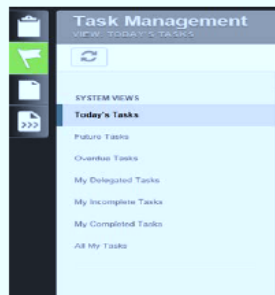 Task Management
VIEW: TODAY'S TASKS
SYSTEM VIEWS
Today's Tasks
Future Tasks
Overdue Tasks
My Delegated Tasks
My Incomplete Tasks
My Completed Tasks
All My Tasks
>>>